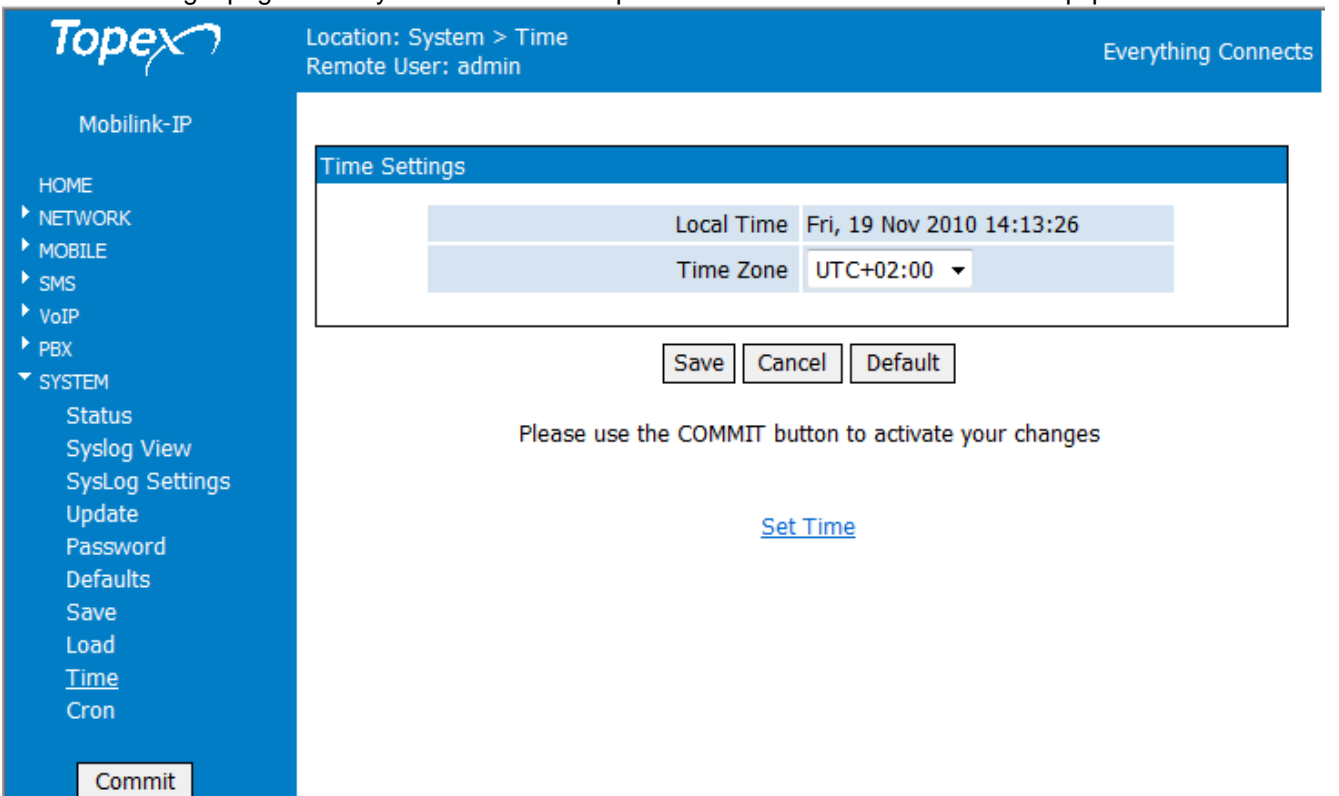 Topex
Location: System > Time
Remote User: admin
Everything Connects
Mobilink-IP
HOME
NETWORK
MOBILE
SMS
VoIP
PBX
SYSTEM
Status
Syslog View
SysLog Settings
Update
Password
Defaults
Save
Load
Time
Cron
Commit
Time Settings
Local Time Fri, 19 Nov 2010 14:13:26
Time Zone UTC+02:00
Save Cancel Default
Please use the COMMIT button to activate your changes
Set Time